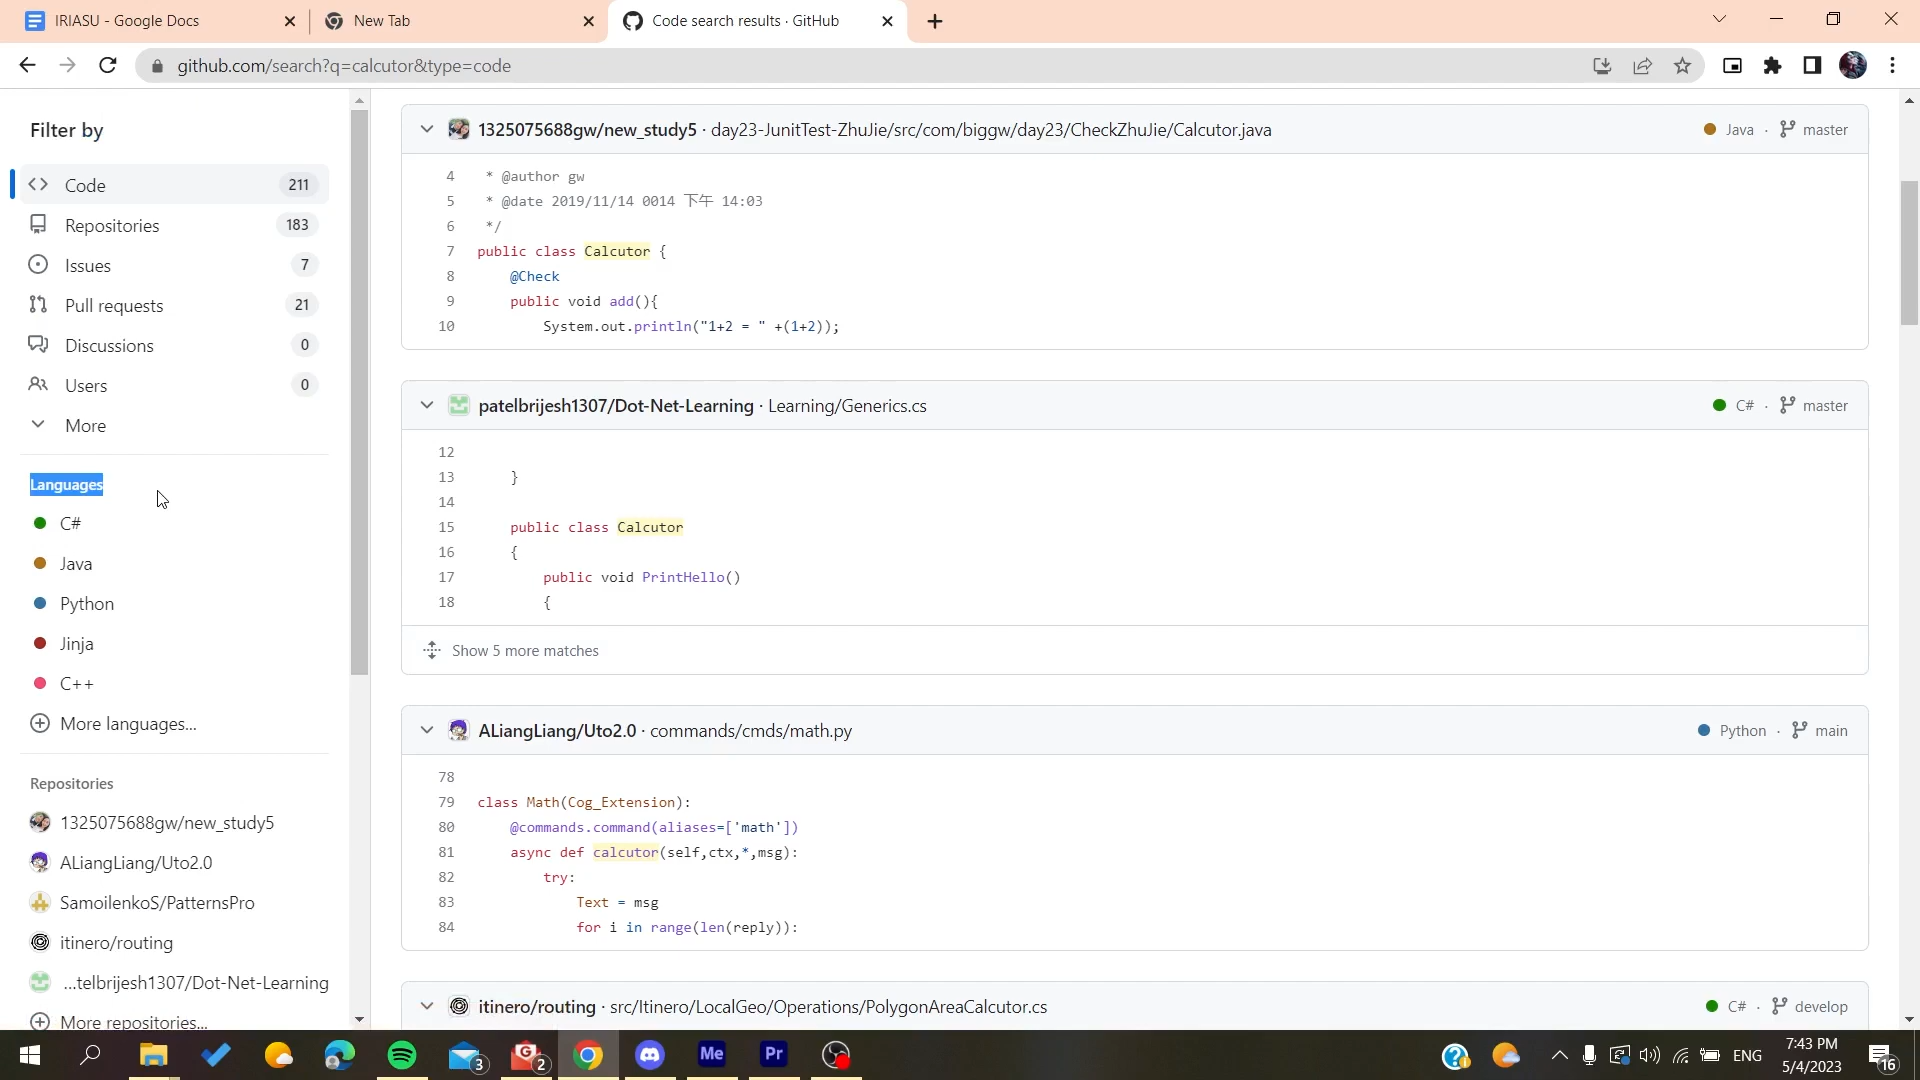 IRIASU - Google Docs
New Tab
Code search results · GitHub
github.com/search?q=calcutor&type=code
Filter by
Code 211
Repositories 183
Issues 7
Pull requests 21
Discussions 0
Users 0
More
Languages
C#
Java
Python
Jinja
C++
More languages...
Repositories
1325075688gw/new_study5
ALiangLiang/Uto2.0
SamoilenkoS/PatternsPro
itinero/routing
...telbrijesh1307/Dot-Net-Learning
More repositories...
1325075688gw/new_study5 · day23-JunitTest-ZhuJie/src/com/biggw/day23/CheckZhuJie/Calcutor.java Java · master
4 * @author gw
5 * @date 2019/11/14 0014 下午 14:03
6 */
7 public class Calcutor {
8 @Check
9 public void add(){
10 System.out.println("1+2 = " +(1+2));
patelbrijesh1307/Dot-Net-Learning · Learning/Generics.cs C# · master
12
13 }
14
15 public class Calcutor
16 {
17 public void PrintHello()
18 {
Show 5 more matches
ALiangLiang/Uto2.0 · commands/cmds/math.py Python · main
78
79 class Math(Cog_Extension):
80 @commands.command(aliases=['math'])
81 async def calcutor(self,ctx,*,msg):
82 try:
83 Text = msg
84 for i in range(len(reply)):
itinero/routing · src/Itinero/LocalGeo/Operations/PolygonAreaCalcutor.cs C# · develop
3
G 2
Me
Pr
ENG
7:43 PM
5/4/2023
16